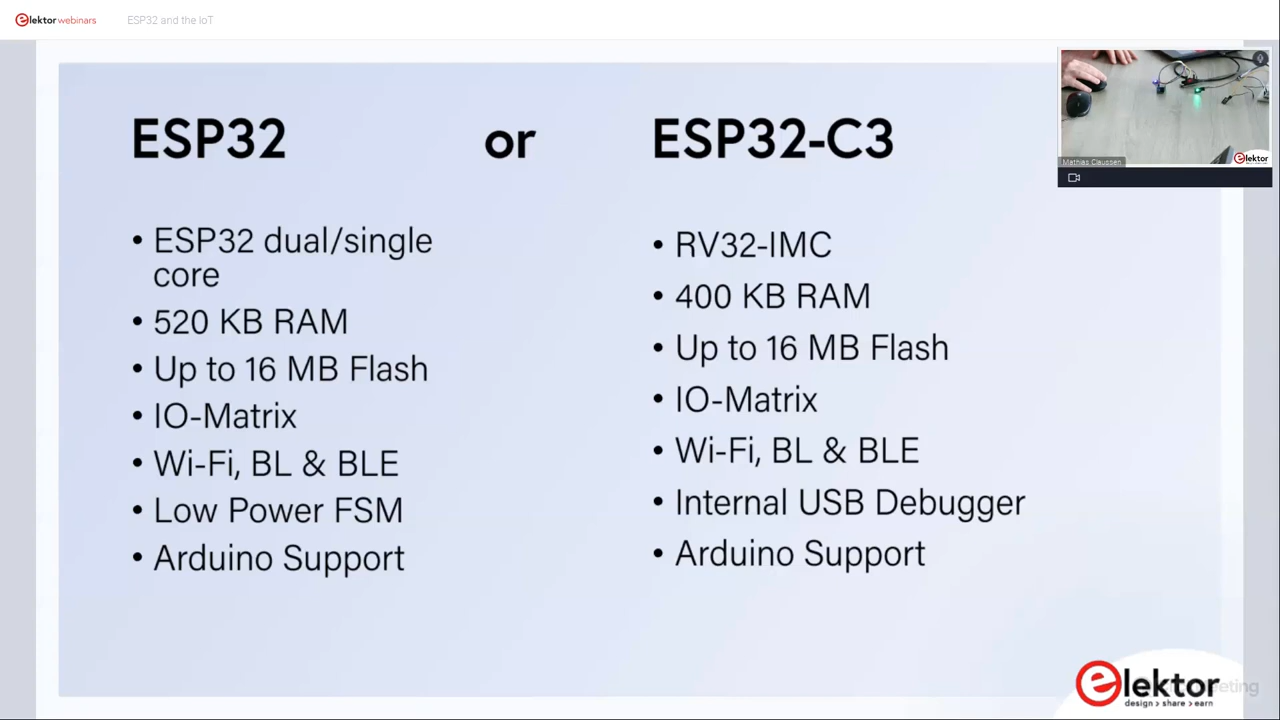 elektor webinars
ESP32 and the IoT
ESP32 or ESP32-C3
• ESP32 dual/single
core
• 520 KB RAM
• Up to 16 MB Flash
• IO-Matrix
• Wi-Fi, BL & BLE
• Low Power FSM
• Arduino Support
• RV32-IMC
• 400 KB RAM
• Up to 16 MB Flash
• IO-Matrix
• Wi-Fi, BL & BLE
• Internal USB Debugger
• Arduino Support
elektor
Mathias Claussen
elektor
design > share > earn